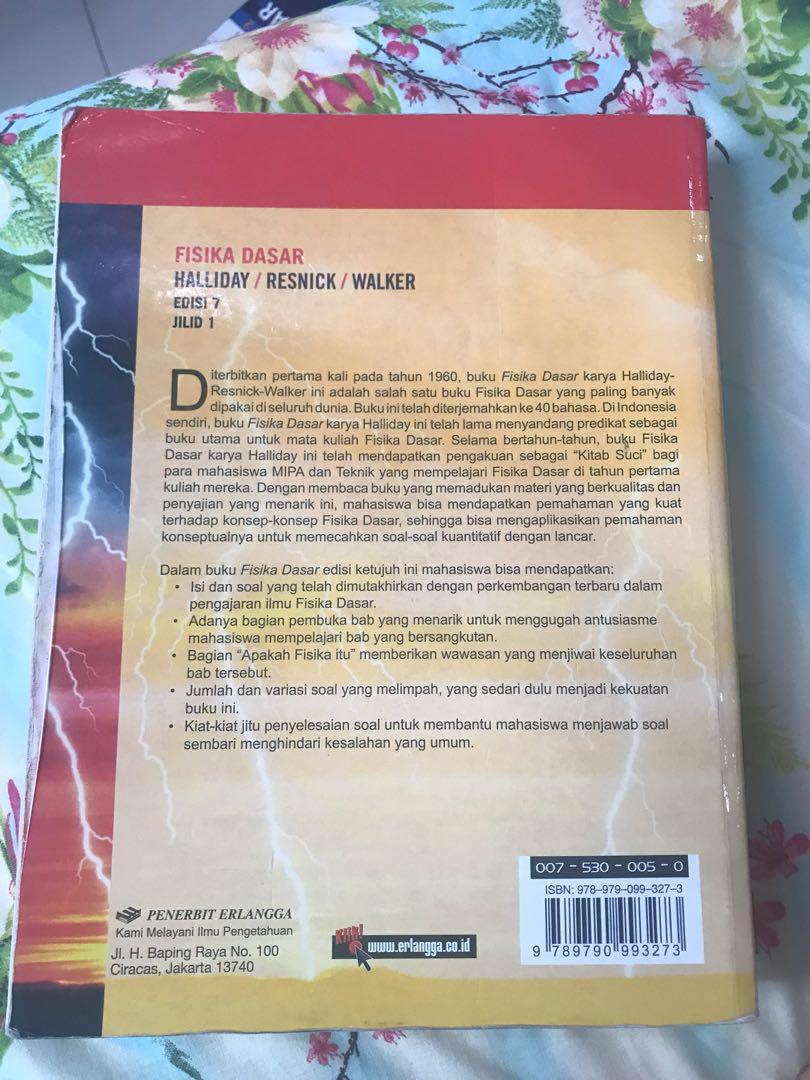 FISIKA DASAR
HALLIDAY / RESNICK / WALKER
EDISI 7
JILID 1
Diterbitkan pertama kali pada tahun 1960, buku Fisika Dasar karya Halliday-
Resnick-Walker ini adalah salah satu buku Fisika Dasar yang paling banyak
dipakai di seluruh dunia. Buku ini telah diterjemahkan ke 40 bahasa. Di Indonesia
sendiri, buku Fisika Dasar karya Halliday ini telah lama menyandang predikat sebagai
buku utama untuk mata kuliah Fisika Dasar. Selama bertahun-tahun, buku Fisika
Dasar karya Halliday ini telah mendapatkan pengakuan sebagai “Kitab Suci” bagi
para mahasiswa MIPA dan Teknik yang mempelajari Fisika Dasar di tahun pertama
kuliah mereka. Dengan membaca buku yang memadukan materi yang berkualitas dan
penyajian yang menarik ini, mahasiswa bisa mendapatkan pemahaman yang kuat
terhadap konsep-konsep Fisika Dasar, sehingga bisa mengaplikasikan pemahaman
konseptualnya untuk memecahkan soal-soal kuantitatif dengan lancar.
Dalam buku Fisika Dasar edisi ketujuh ini mahasiswa bisa mendapatkan:
• Isi dan soal yang telah dimutakhirkan dengan perkembangan terbaru dalam
pengajaran ilmu Fisika Dasar.
• Adanya bagian pembuka bab yang menarik untuk menggugah antusiasme
mahasiswa mempelajari bab yang bersangkutan.
• Bagian “Apakah Fisika itu” memberikan wawasan yang menjiwai keseluruhan
bab tersebut.
• Jumlah dan variasi soal yang melimpah, yang sedari dulu menjadi kekuatan
buku ini.
• Kiat-kiat jitu penyelesaian soal untuk membantu mahasiswa menjawab soal
sembari menghindari kesalahan yang umum.
007 - 530 - 005 - 0
ISBN: 978-979-099-327-3
9 789790 993273
PENERBIT ERLANGGA
Kami Melayani Ilmu Pengetahuan
Jl. H. Baping Raya No. 100
Ciracas, Jakarta 13740
KLIK!
www.erlangga.co.id